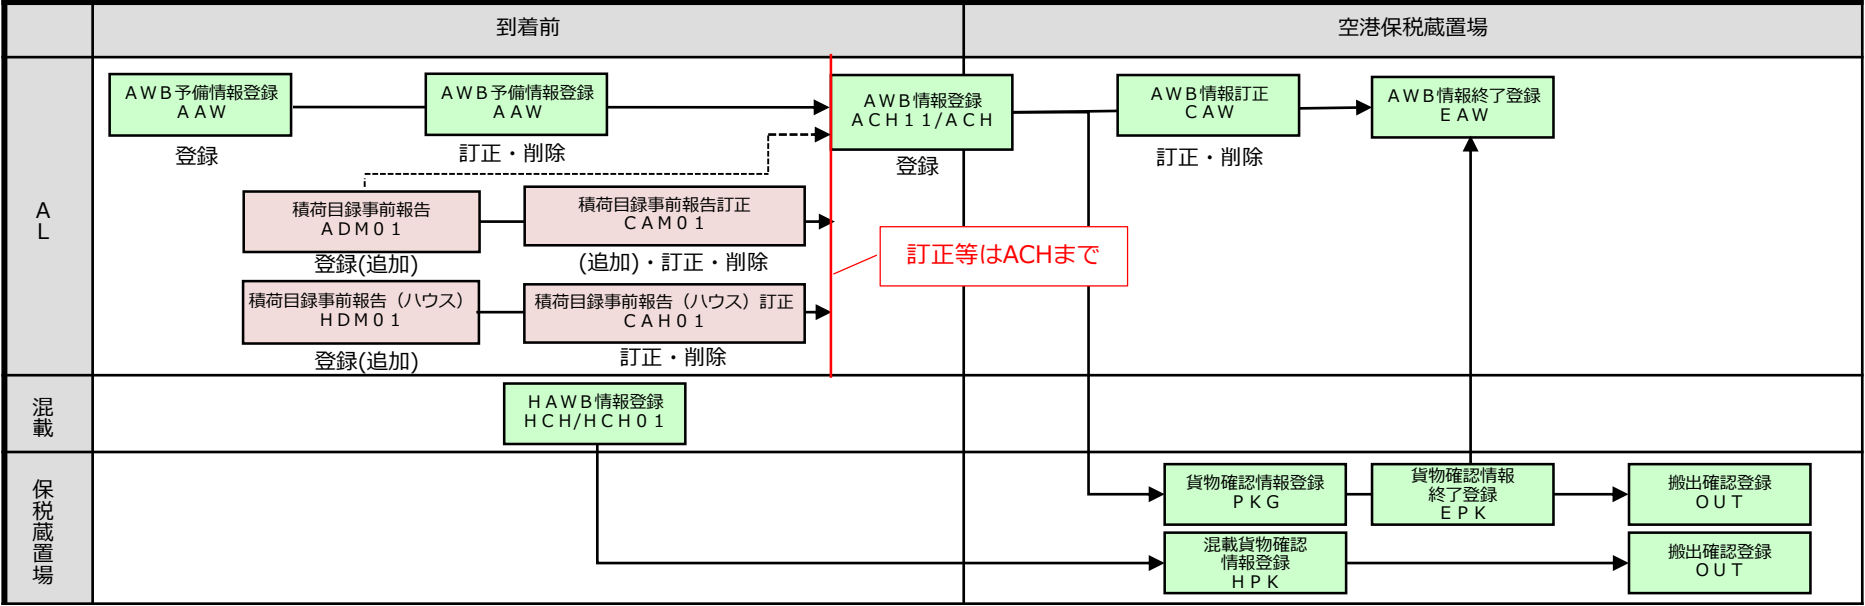 到着前
空港保税蔵置場
AL
ＡＷＢ予備情報登録
ＡＡＷ
登録
ＡＷＢ予備情報登録
ＡＡＷ
訂正・削除
ＡＷＢ情報登録
ＡＣＨ１１/ＡＣＨ
登録
ＡＷＢ情報訂正
ＣＡＷ
訂正・削除
ＡＷＢ情報終了登録
ＥＡＷ
積荷目録事前報告
ＡＤＭ０１
登録(追加)
積荷目録事前報告訂正
ＣＡＭ０１
(追加)・訂正・削除
訂正等はACHまで
積荷目録事前報告（ハウス）
ＨＤＭ０１
登録(追加)
積荷目録事前報告（ハウス）訂正
ＣＡＨ０１
訂正・削除
混載
ＨＡＷＢ情報登録
ＨＣＨ/ＨＣＨ０１
保税蔵置場
貨物確認情報登録
ＰＫＧ
貨物確認情報
終了登録
ＥＰＫ
搬出確認登録
ＯＵＴ
混載貨物確認
情報登録
ＨＰＫ
搬出確認登録
ＯＵＴ